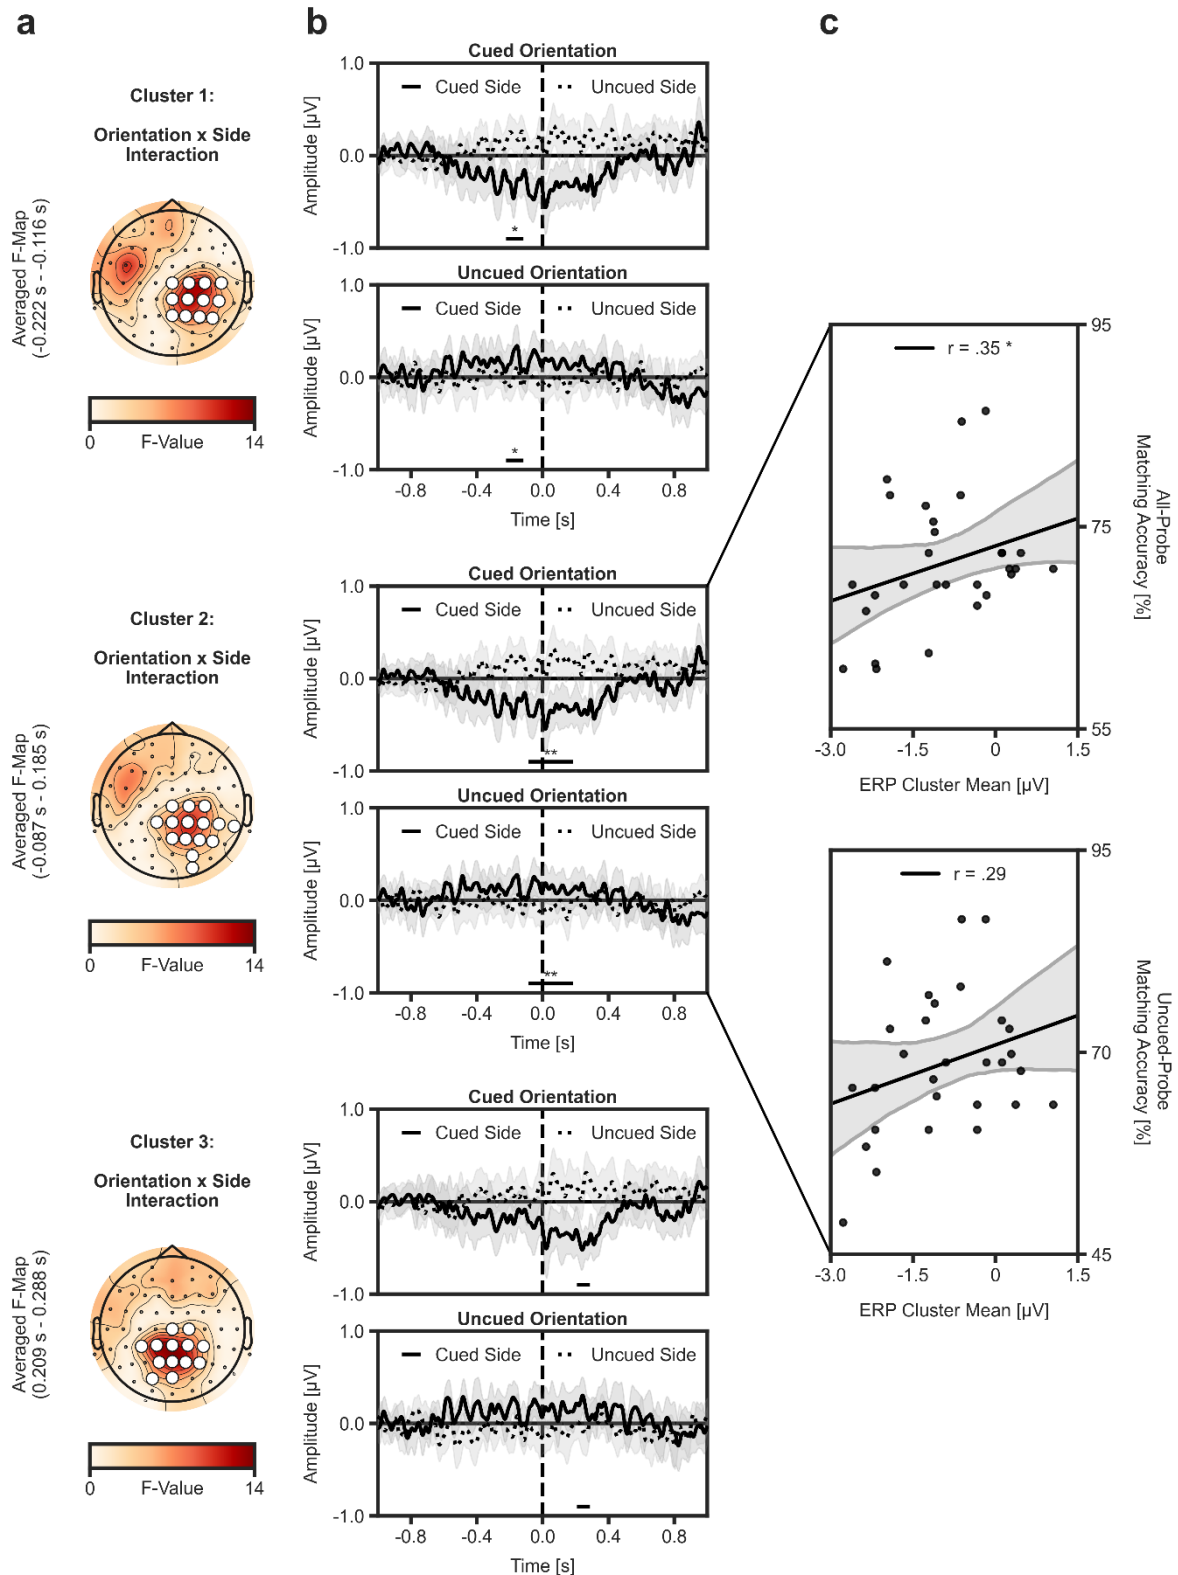 a
b
c
Cluster 1:
Orientation x Side
Interaction
Averaged F-Map
(-0.222 s - -0.116 s)
0
14
F-Value
Cued Orientation
Cued Side
Uncued Side
1.0
0.0
-1.0
Amplitude [µV]
*
Uncued Orientation
Cued Side
Uncued Side
1.0
0.0
-1.0
Amplitude [µV]
*
-0.8
-0.4
0.0
0.4
0.8
Time [s]
Cluster 2:
Orientation x Side
Interaction
Averaged F-Map
(-0.087 s - 0.185 s)
0
14
F-Value
Cued Orientation
Cued Side
Uncued Side
1.0
0.0
-1.0
Amplitude [µV]
**
Uncued Orientation
Cued Side
Uncued Side
1.0
0.0
-1.0
Amplitude [µV]
**
-0.8
-0.4
0.0
0.4
0.8
Time [s]
Cluster 3:
Orientation x Side
Interaction
Averaged F-Map
(0.209 s - 0.288 s)
0
14
F-Value
Cued Orientation
Cued Side
Uncued Side
1.0
0.0
-1.0
Amplitude [µV]
Uncued Orientation
Cued Side
Uncued Side
1.0
0.0
-1.0
Amplitude [µV]
-0.8
-0.4
0.0
0.4
0.8
Time [s]
r = .35 *
95
75
55
All-Probe
Matching Accuracy [%]
-3.0
-1.5
0
1.5
ERP Cluster Mean [µV]
r = .29
95
70
45
Uncued-Probe
Matching Accuracy [%]
-3.0
-1.5
0
1.5
ERP Cluster Mean [µV]